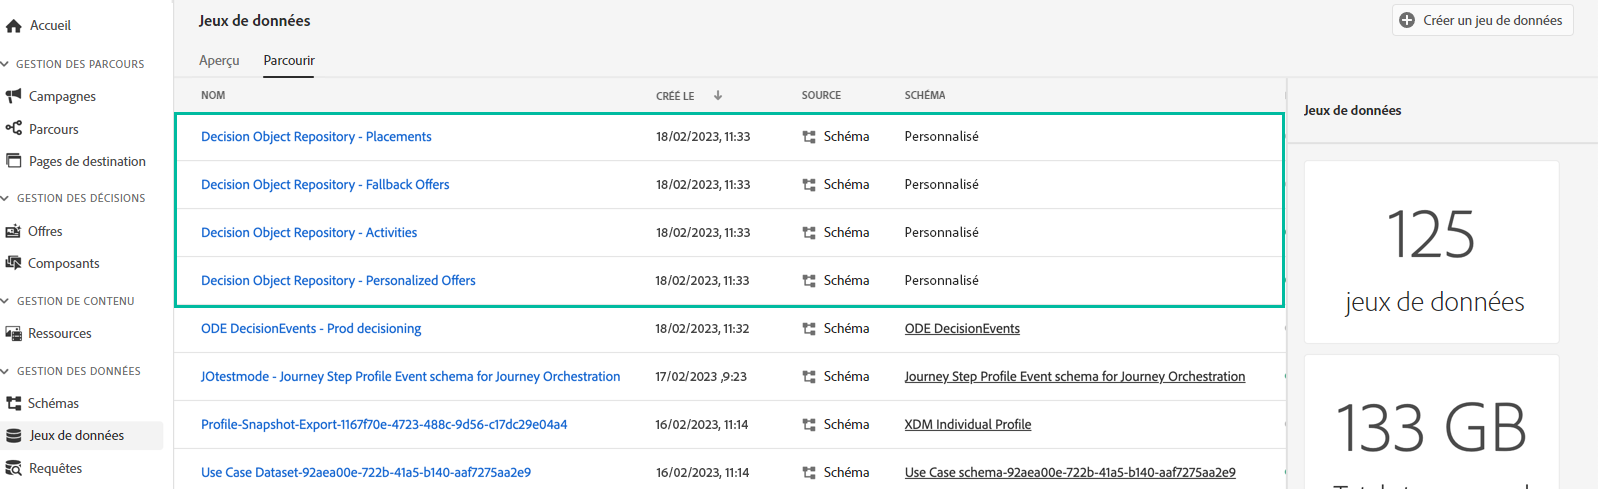 Accueil
GESTION DES PARCOURS
Campagnes
Parcours
Pages de destination
GESTION DES DÉCISIONS
Offres
Composants
GESTION DE CONTENU
Ressources
GESTION DES DONNÉES
Schémas
Jeux de données
Requêtes
Jeux de données
Créer un jeu de données
Aperçu Parcourir
NOM CRÉÉ LE SOURCE SCHÉMA
Decision Object Repository - Placements 18/02/2023, 11:33 Schéma Personnalisé
Decision Object Repository - Fallback Offers 18/02/2023, 11:33 Schéma Personnalisé
Decision Object Repository - Activities 18/02/2023, 11:33 Schéma Personnalisé
Decision Object Repository - Personalized Offers 18/02/2023, 11:33 Schéma Personnalisé
ODE DecisionEvents - Prod decisioning 18/02/2023, 11:32 Schéma ODE DecisionEvents
JOtestmode - Journey Step Profile Event schema for Journey Orchestration 17/02/2023 ,9:23 Schéma Journey Step Profile Event schema for Journey Orchestration
Profile-Snapshot-Export-1167f70e-4723-488c-9d56-c17dc29e04a4 16/02/2023, 11:14 Schéma XDM Individual Profile
Use Case Dataset-92aea00e-722b-41a5-b140-aaf7275aa2e9 16/02/2023, 11:14 Schéma Use Case schema-92aea00e-722b-41a5-b140-aaf7275aa2e9
Jeux de données
125
jeux de données
133 GB